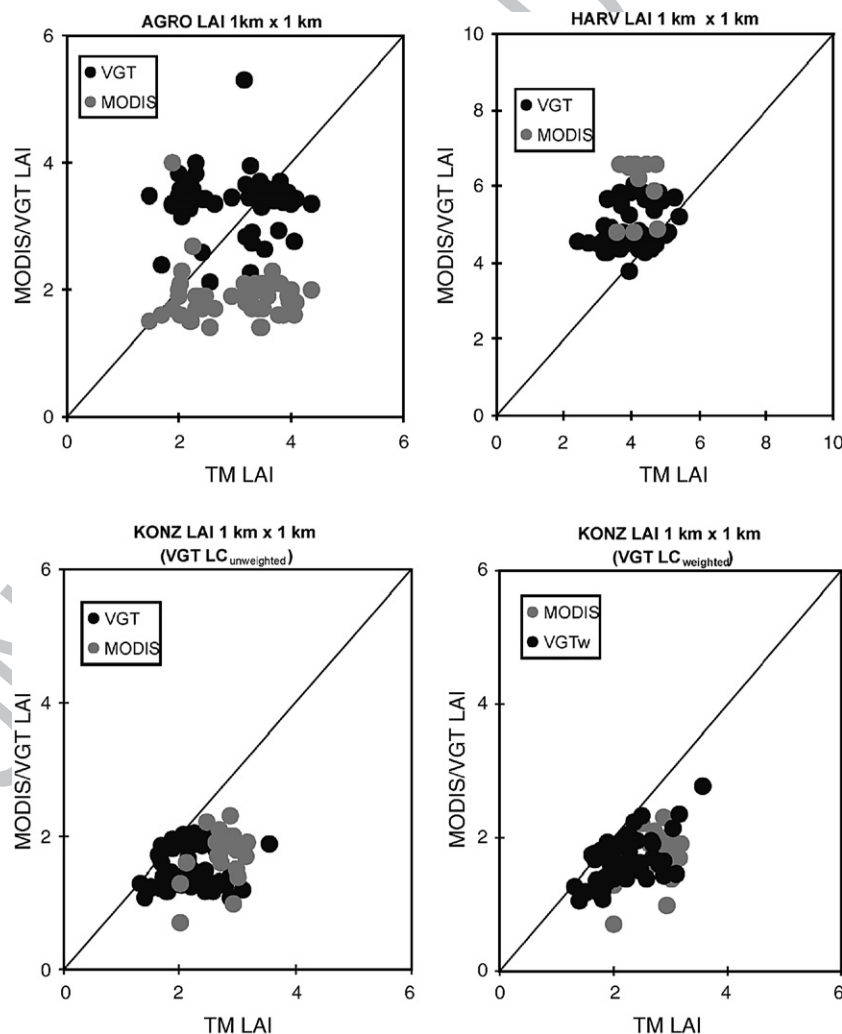 AGRO LAI 1km x 1 km
6
4
2
0
0
2
4
6
MODIS/VGT LAI
TM LAI
VGT
MODIS
HARV LAI 1 km x 1 km
10
8
6
4
2
0
0
2
4
6
8
10
MODIS/VGT LAI
TM LAI
VGT
MODIS
KONZ LAI 1 km x 1 km
(VGT LC unweighted)
6
4
2
0
0
2
4
6
MODIS/VGT LAI
TM LAI
VGT
MODIS
KONZ LAI 1 km x 1 km
(VGT LC weighted)
6
4
2
0
0
2
4
6
MODIS/VGT LAI
TM LAI
MODIS
VGTw